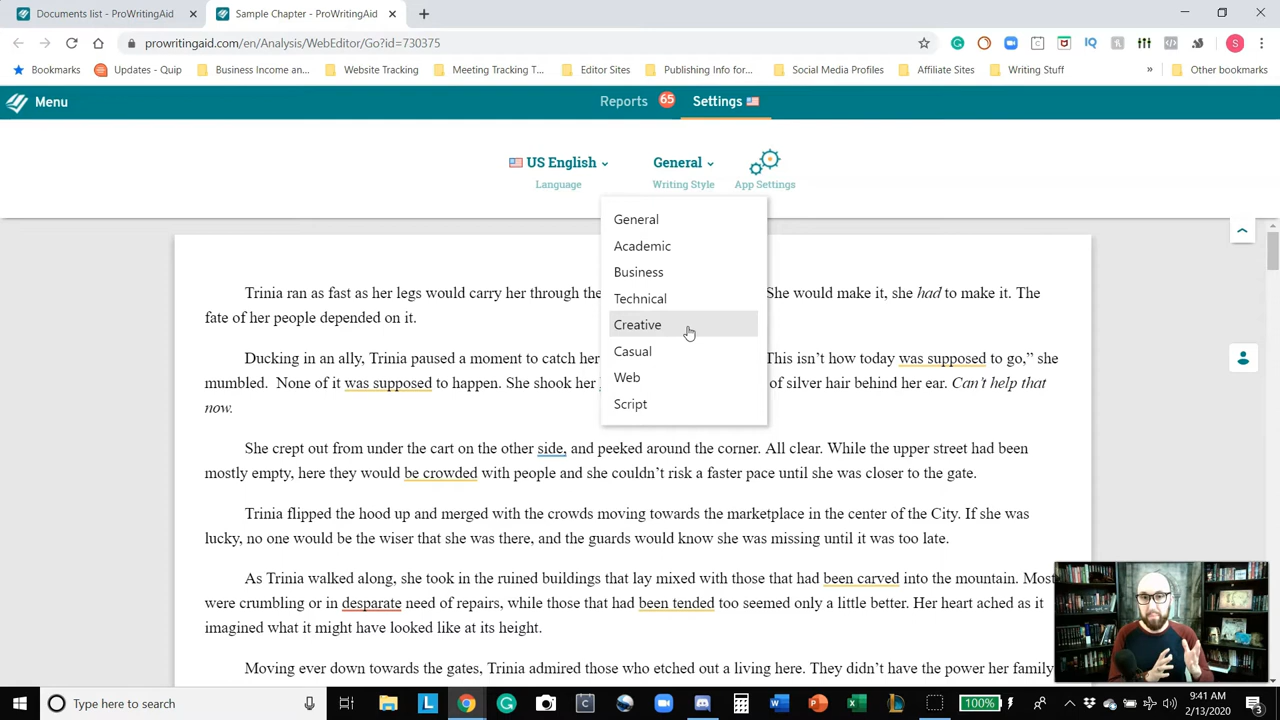 Documents list - ProWritingAid
Sample Chapter - ProWritingAid
prowritingaid.com/en/Analysis/WebEditor/Go?id=730375
Bookmarks
Updates - Quip
Business Income an...
Website Tracking
Meeting Tracking T...
Editor Sites
Publishing Info for...
Social Media Profiles
Affiliate Sites
Writing Stuff
Other bookmarks
Menu
Reports 65
Settings
US English
Language
General
Writing Style
App Settings
General
Academic
Business
Technical
Creative
Casual
Web
Script
Trinia ran as fast as her legs would carry her through the She would make it, she had to make it. The
fate of her people depended on it.
Ducking in an ally, Trinia paused a moment to catch her This isn't how today was supposed to go,” she
mumbled. None of it was supposed to happen. She shook her of silver hair behind her ear. Can't help that
now.
She crept out from under the cart on the other side, and peeked around the corner. All clear. While the upper street had been
mostly empty, here they would be crowded with people and she couldn't risk a faster pace until she was closer to the gate.
Trinia flipped the hood up and merged with the crowds moving towards the marketplace in the center of the City. If she was
lucky, no one would be the wiser that she was there, and the guards would know she was missing until it was too late.
As Trinia walked along, she took in the ruined buildings that lay mixed with those that had been carved into the mountain. Most
were crumbling or in desparate need of repairs, while those that had been tended too seemed only a little better. Her heart ached as it
imagined what it might have looked like at its height.
Moving ever down towards the gates, Trinia admired those who etched out a living here. They didn't have the power her family
Type here to search
100%
9:41 AM
2/13/2020
3